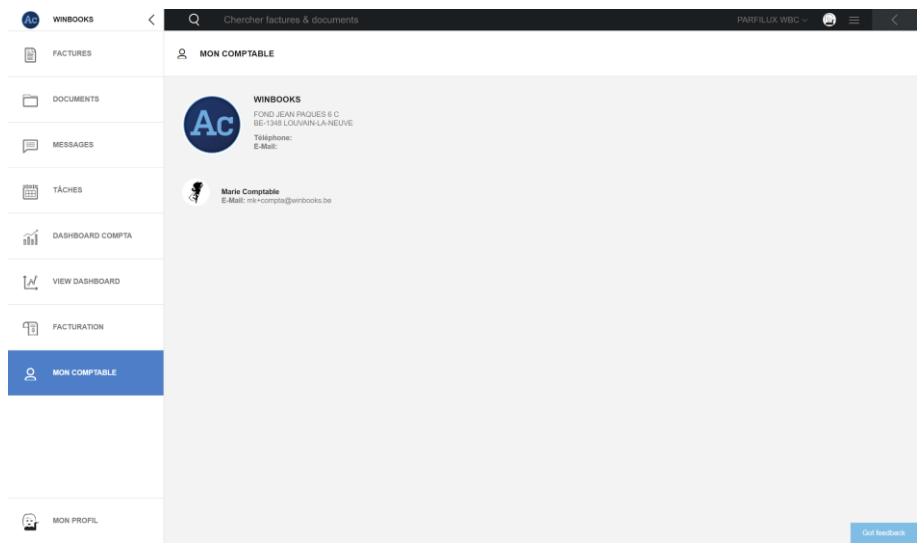 Ac WINBOOKS
Chercher factures & documents
PARFILUX WBC
FACTURES
DOCUMENTS
MESSAGES
TÂCHES
DASHBOARD COMPTA
VIEW DASHBOARD
FACTURATION
MON COMPTABLE
MON PROFIL
MON COMPTABLE
Ac
WINBOOKS
FOND JEAN PAQUES 6 C
BE-1348 LOUVAIN-LA-NEUVE
Téléphone:
E-Mail:
Marie Comptable
E-Mail: mk+compta@winbooks.be
Got feedback